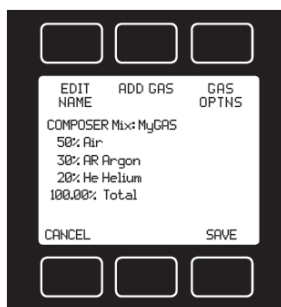 EDIT NAME ADD GAS GAS OPTNS
COMPOSER Mix: MyGAS
50% Air
30% AR Argon
20% He Helium
100.00% Total
CANCEL SAVE